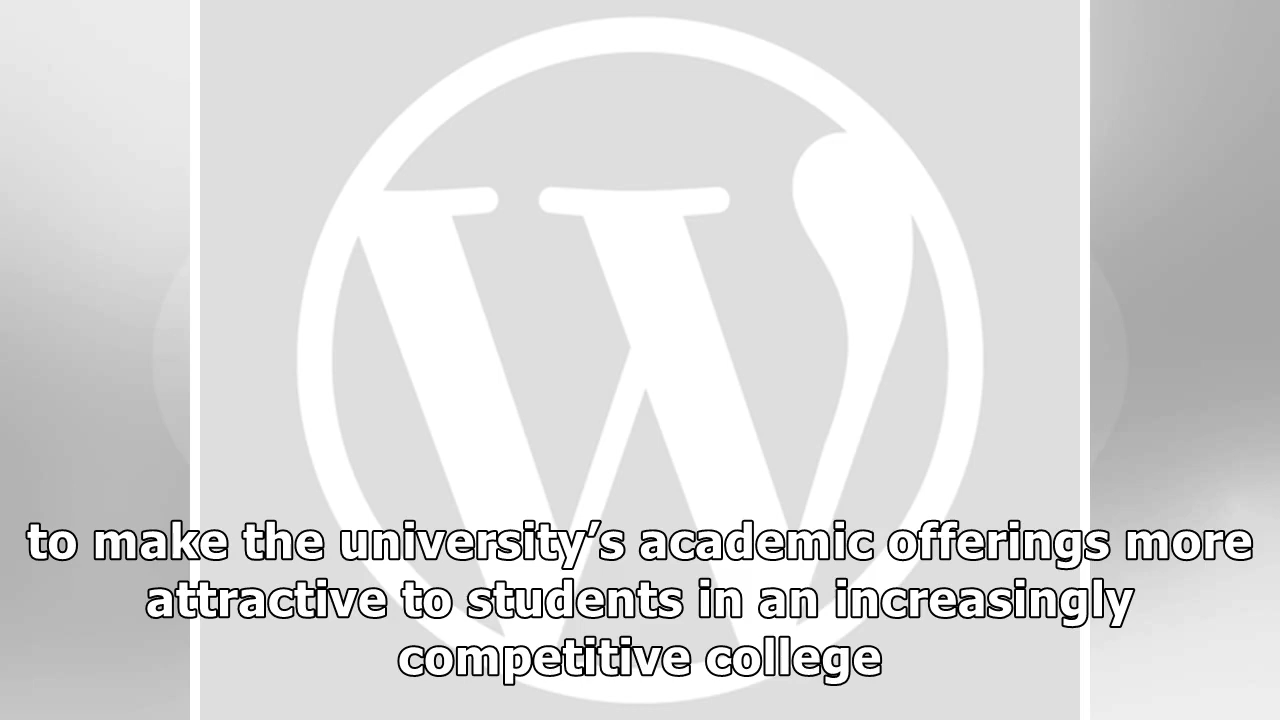 to make the university’s academic offerings more
attractive to students in an increasingly
competitive college